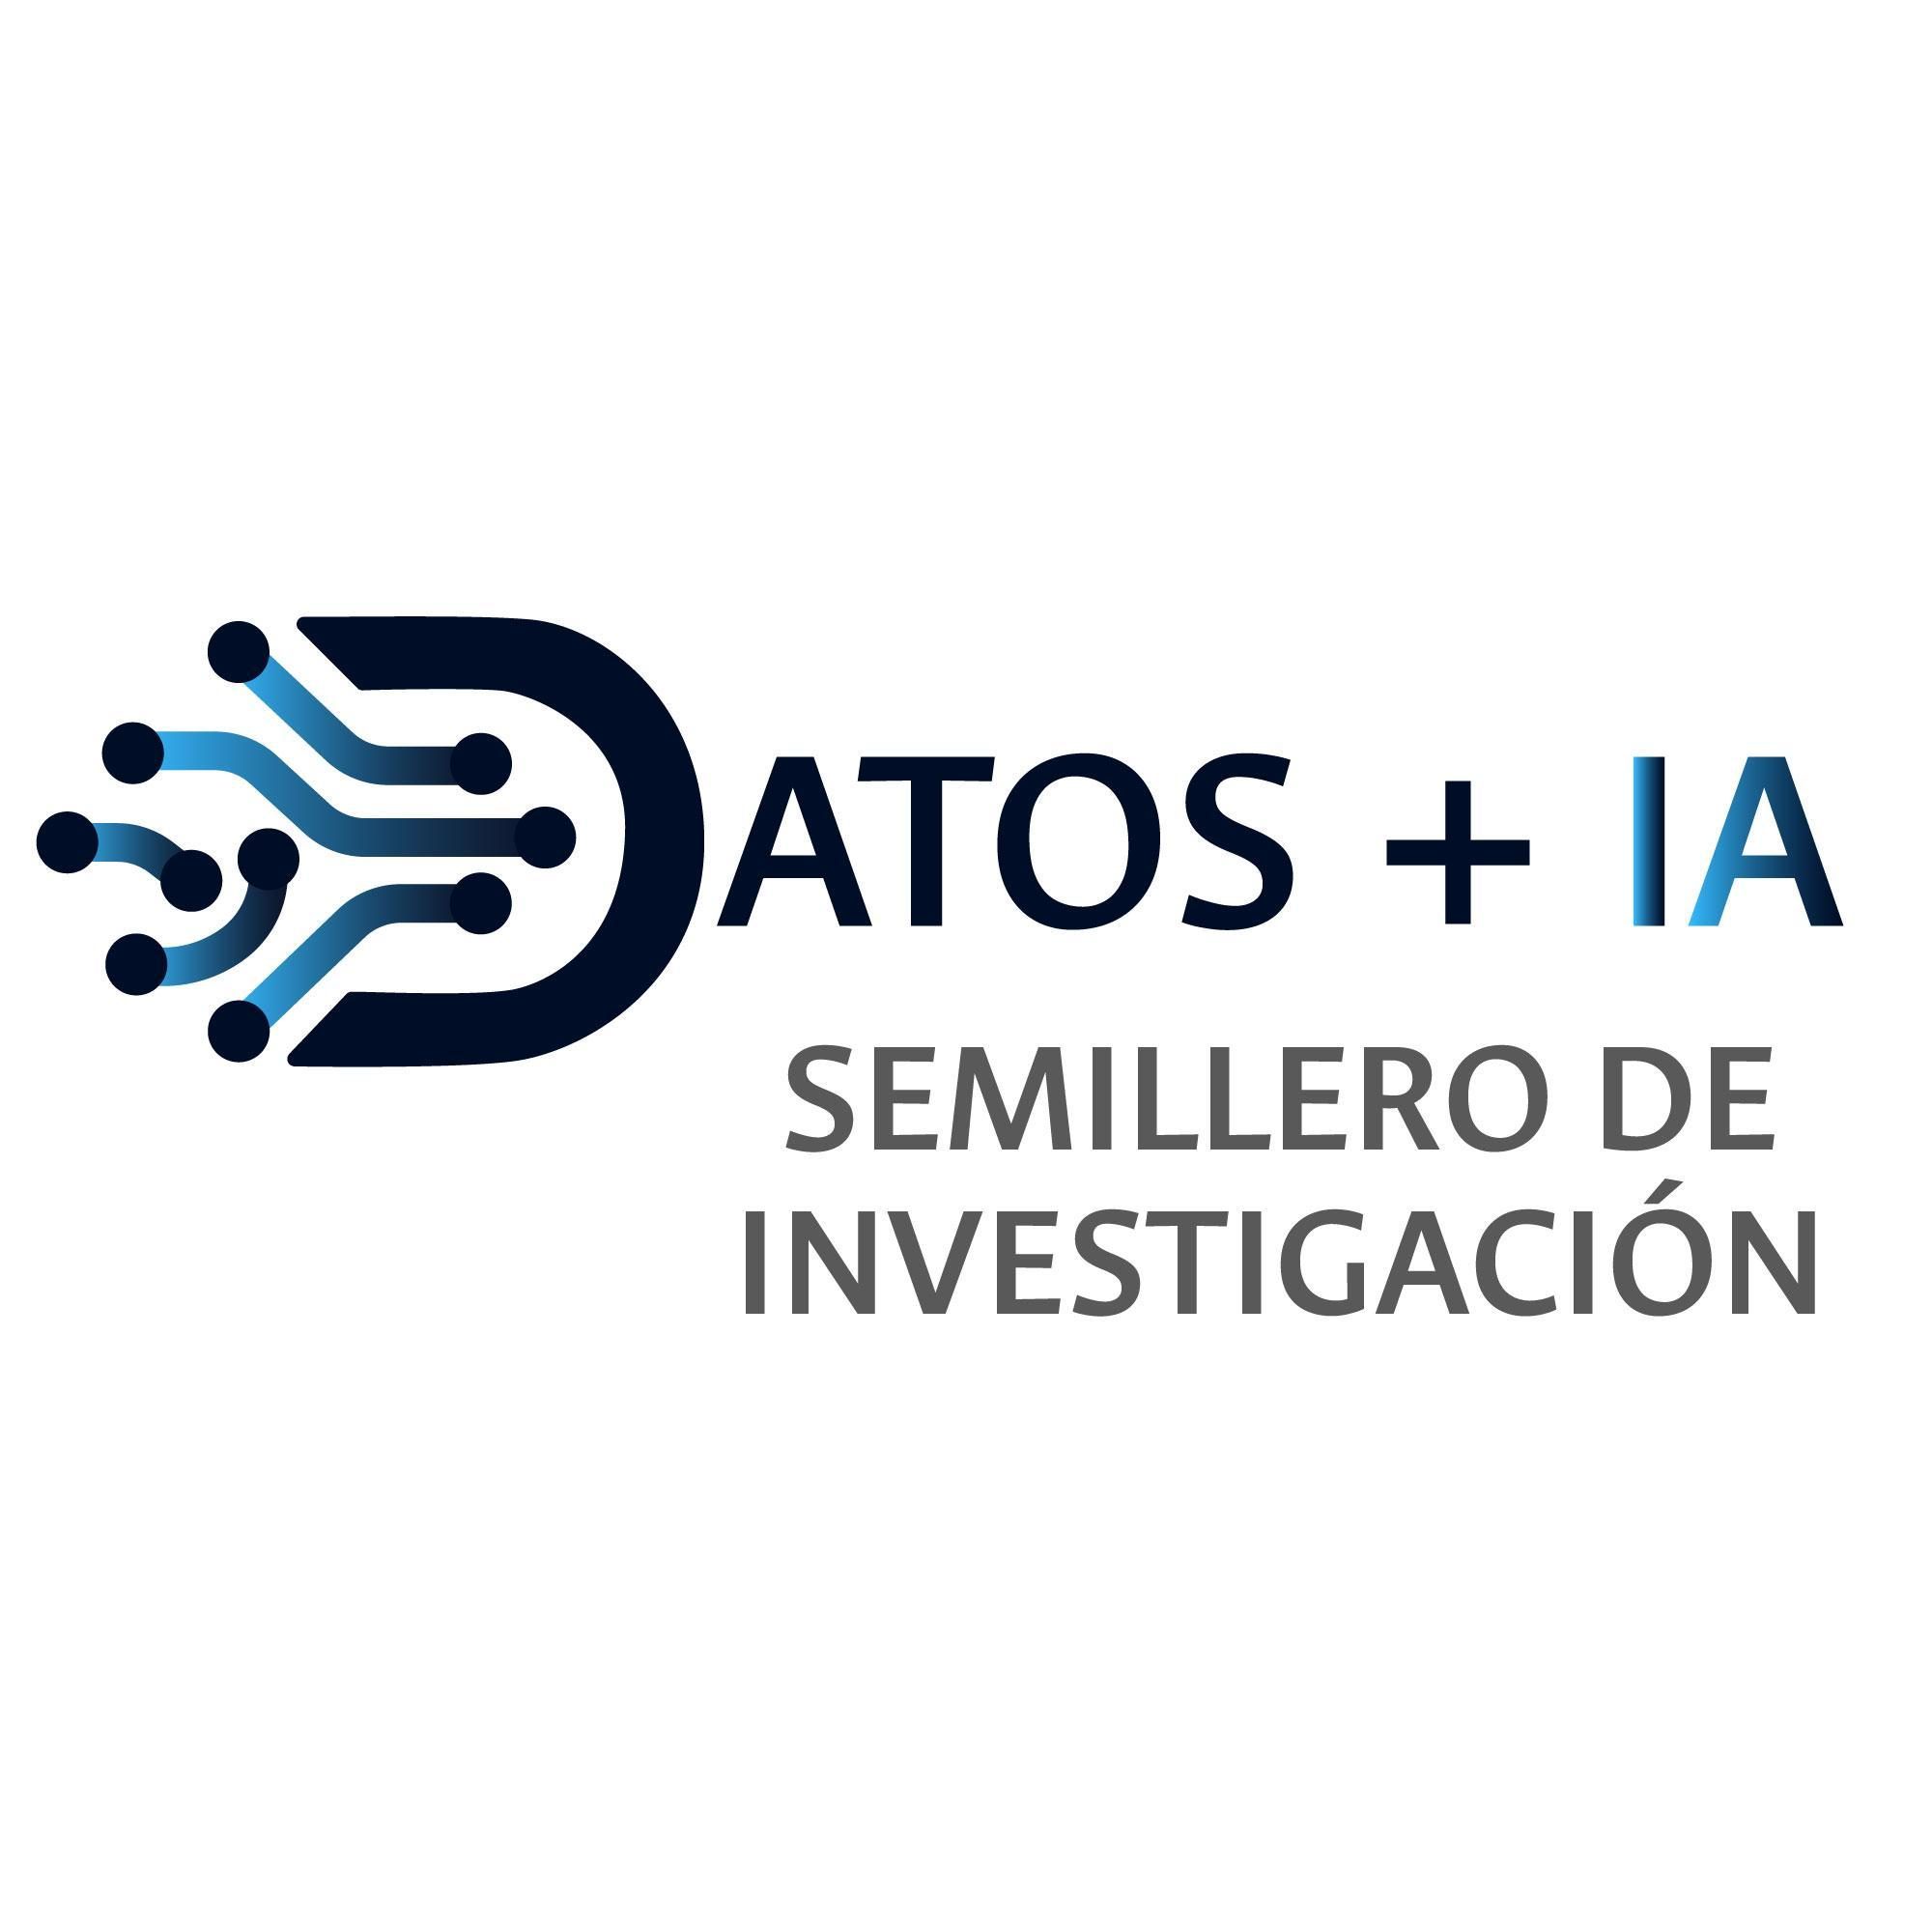 DATOS + IA
SEMILLERO DE
INVESTIGACIÓN